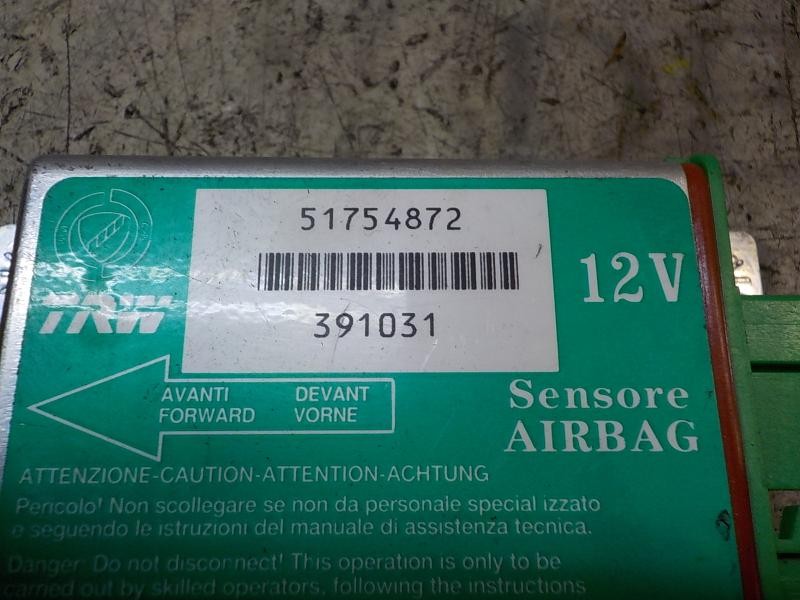 51754872
12V
TRW
391031
AVANTI DEVANT
FORWARD VORNE
Sensore
AIRBAG
ATTENZIONE-CAUTION-ATTENTION-ACHTUNG
Pericolo! Non scollegare se non da personale special izzato
e seguendo le istruzioni del manuale di assistenza tecnica.
Danger: Do not disconnect! This operation is only to be
carried out by skilled operators, following the instructions